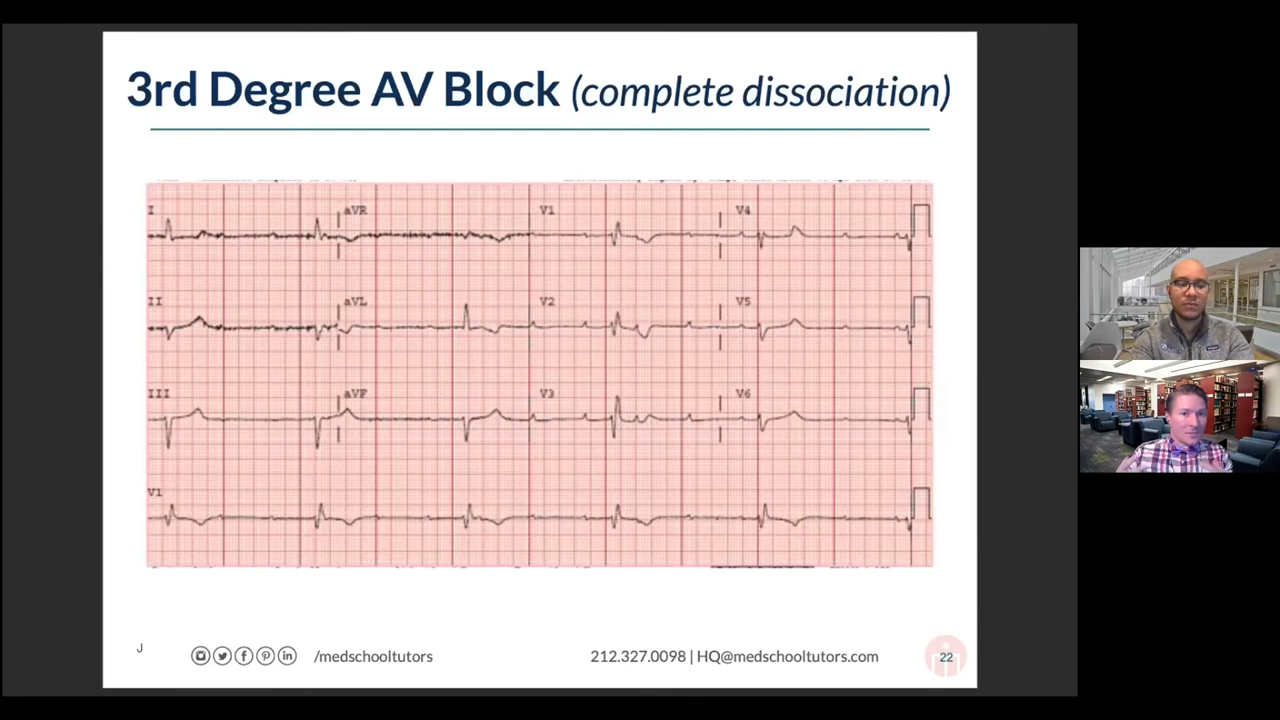 3rd Degree AV Block (complete dissociation)
I aVR V1 V4
II aVL V2 V5
III aVF V3 V6
V1
J
/medschooltutors
212.327.0098 | HQ@medschooltutors.com
22